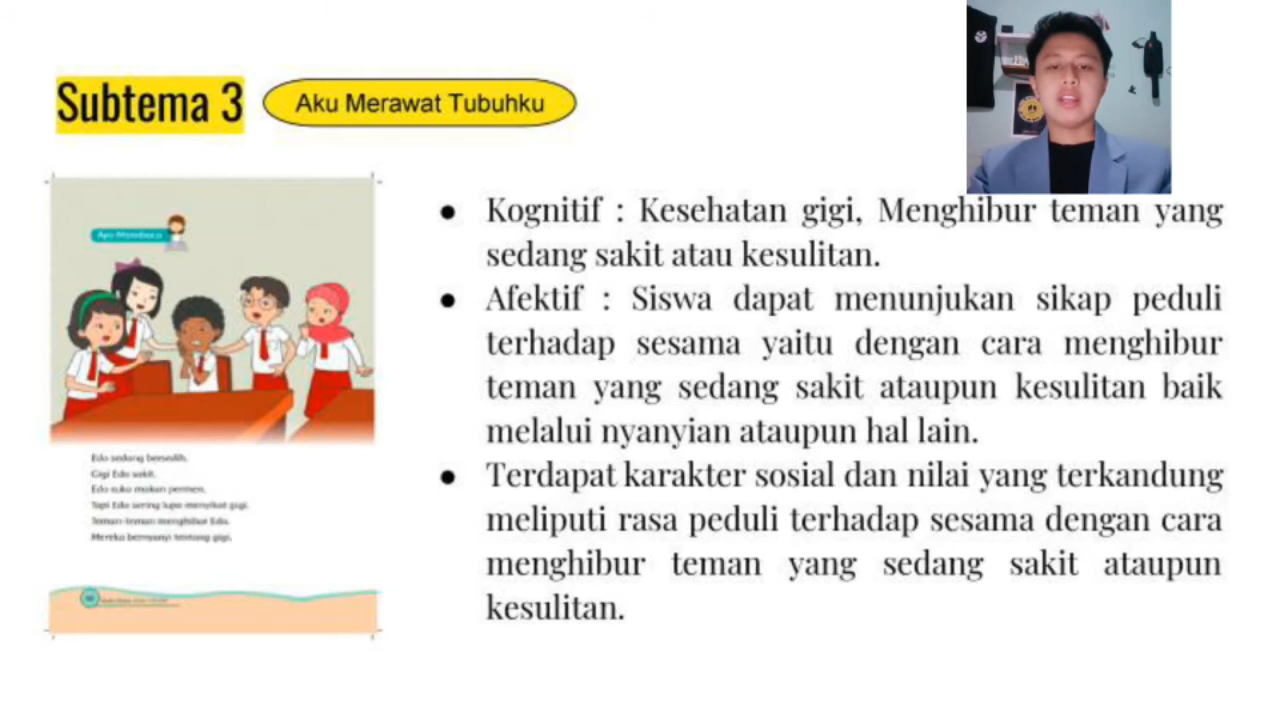 Subtema 3
Aku Merawat Tubuhku
Ayo Membaca
Edo sedang bersedih.
Gigi Edo sakit.
Edo suka makan permen.
Tapi Edo sering lupa menyikat gigi.
Teman-teman menghibur Edo.
Mereka bernyanyi tentang gigi.
● Kognitif : Kesehatan gigi, Menghibur teman yang
sedang sakit atau kesulitan.
● Afektif : Siswa dapat menunjukan sikap peduli
terhadap sesama yaitu dengan cara menghibur
teman yang sedang sakit ataupun kesulitan baik
melalui nyanyian ataupun hal lain.
● Terdapat karakter sosial dan nilai yang terkandung
meliputi rasa peduli terhadap sesama dengan cara
menghibur teman yang sedang sakit ataupun
kesulitan.